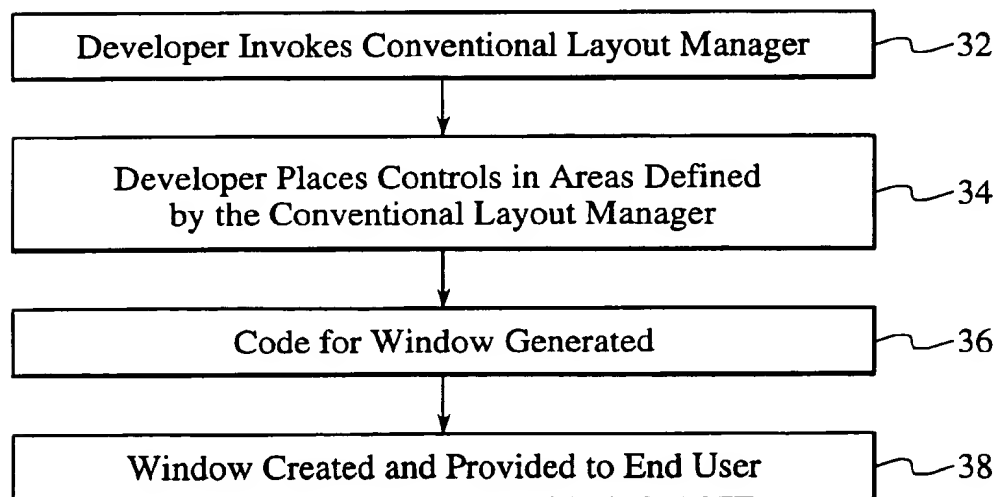 Developer Invokes Conventional Layout Manager
32
Developer Places Controls in Areas Defined
by the Conventional Layout Manager
34
Code for Window Generated
36
Window Created and Provided to End User
38